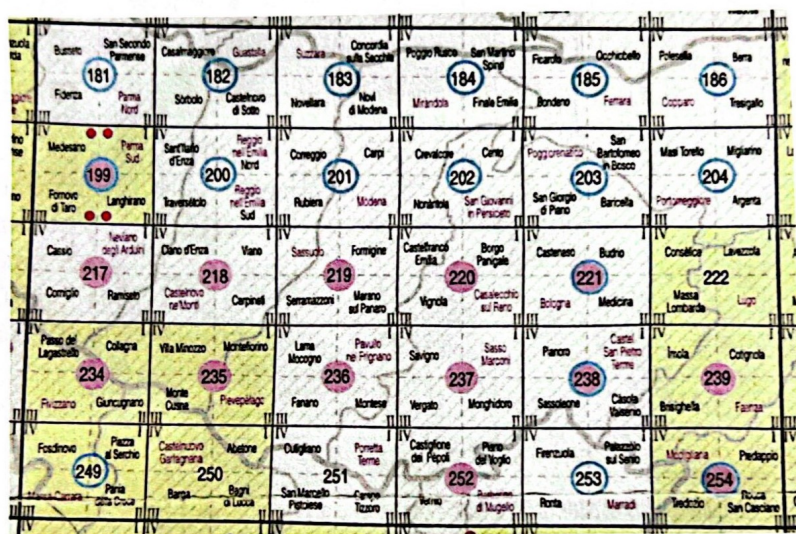 Busseto
San Secondo
Parmense
181
Fidenza
Parma
Nord
Casalmaggiore
Guastalla
182
Sorbolo
Castelnovo
di Sotto
Suzzara
Concordia
sulla Secchia
183
Novellara
Novi
di Modena
Poggio Rusco
San Martino
Spino
184
Mirandola
Finale Emilia
Ficarolo
Occhiobello
185
Bondeno
Ferrara
Polesella
Berra
186
Copparo
Tresigallo
Medesano
Parma
Sud
199
Fornovo
di Taro
Langhirano
Sant'Ilario
d'Enza
Reggio
nell'Emilia
Nord
200
Traversetolo
Reggio
nell'Emilia
Sud
Correggio
Carpi
201
Rubiera
Modena
Crevalcore
Cento
202
Nonantola
San Giovanni
in Persiceto
Poggiorenatico
San
Bartolomeo
in Bosco
203
San Giorgio
di Piano
Baricella
Masi Torello
Migliarino
204
Portomaggiore
Argenta
Cassio
Neviano
degli Arduini
217
Corniglio
Ramiseto
Ciano d'Enza
Viano
218
Castelnovo
ne' Monti
Carpineti
Sassuolo
Formigine
219
Serramazzoni
Marano
sul Panaro
Castelfranco
Emilia
Borgo
Panigale
220
Vignola
Casalecchio
sul Reno
Castenaso
Budrio
221
Bologna
Medicina
Conselice
Lavezzola
222
Massa
Lombarda
Lugo
Passo del
Lagastrello
Collagna
234
Fivizzano
Giuncugnano
Villa Minozzo
Montefiorino
235
Monte
Cusna
Pievepelago
Lama
Mocogno
Pavullo
nel Frignano
236
Fanano
Montese
Savigno
Sasso
Marconi
237
Vergato
Monghidoro
Pianoro
Castel
San Pietro
Terme
238
Sassoleone
Casola
Valsenio
Imola
Cotignola
239
Brisighella
Faenza
Fosdinovo
Piazza
al Serchio
249
Massa Carrara
Pania
della Croce
Castelnuovo
Garfagnana
Abetone
250
Barga
Bagni
di Lucca
Cutigliano
Porretta
Terme
251
San Marcello
Pistoiese
Tizzoro
Castiglione
dei Pepoli
Piano
del Voglio
252
Vernio
di Mugello
Firenzuola
Palazzuolo
sul Senio
253
Ronta
Marradi
Modigliana
Predappio
254
Tredozio
Rocca
San Casciano